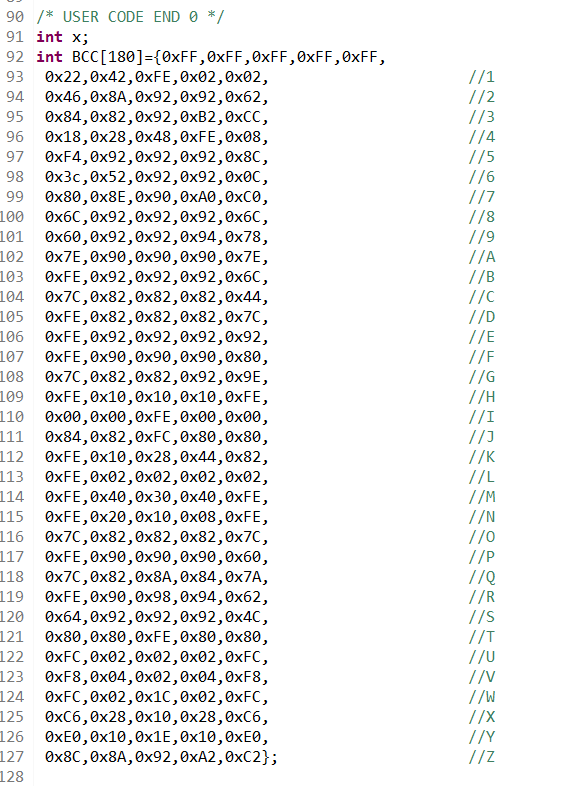 90 /* USER CODE END 0 */
91 int x;
92 int BCC[180]={0xFF,0xFF,0xFF,0xFF,0xFF,
93 0x22,0x42,0xFE,0x02,0x02, //1
94 0x46,0x8A,0x92,0x92,0x62, //2
95 0x84,0x82,0x92,0xB2,0xCC, //3
96 0x18,0x28,0x48,0xFE,0x08, //4
97 0xF4,0x92,0x92,0x92,0x8C, //5
98 0x3c,0x52,0x92,0x92,0x0C, //6
99 0x80,0x8E,0x90,0xA0,0xC0, //7
100 0x6C,0x92,0x92,0x92,0x6C, //8
101 0x60,0x92,0x92,0x94,0x78, //9
102 0x7E,0x90,0x90,0x90,0x7E, //A
103 0xFE,0x92,0x92,0x92,0x6C, //B
104 0x7C,0x82,0x82,0x82,0x44, //C
105 0xFE,0x82,0x82,0x82,0x7C, //D
106 0xFE,0x92,0x92,0x92,0x92, //E
107 0xFE,0x90,0x90,0x90,0x80, //F
108 0x7C,0x82,0x82,0x92,0x9E, //G
109 0xFE,0x10,0x10,0x10,0xFE, //H
110 0x00,0x00,0xFE,0x00,0x00, //I
111 0x84,0x82,0xFC,0x80,0x80, //J
112 0xFE,0x10,0x28,0x44,0x82, //K
113 0xFE,0x02,0x02,0x02,0x02, //L
114 0xFE,0x40,0x30,0x40,0xFE, //M
115 0xFE,0x20,0x10,0x08,0xFE, //N
116 0x7C,0x82,0x82,0x82,0x7C, //O
117 0xFE,0x90,0x90,0x90,0x60, //P
118 0x7C,0x82,0x8A,0x84,0x7A, //Q
119 0xFE,0x90,0x98,0x94,0x62, //R
120 0x64,0x92,0x92,0x92,0x4C, //S
121 0x80,0x80,0xFE,0x80,0x80, //T
122 0xFC,0x02,0x02,0x02,0xFC, //U
123 0xF8,0x04,0x02,0x04,0xF8, //V
124 0xFC,0x02,0x1C,0x02,0xFC, //W
125 0xC6,0x28,0x10,0x28,0xC6, //X
126 0xE0,0x10,0x1E,0x10,0xE0, //Y
127 0x8C,0x8A,0x92,0xA2,0xC2}; //Z
128